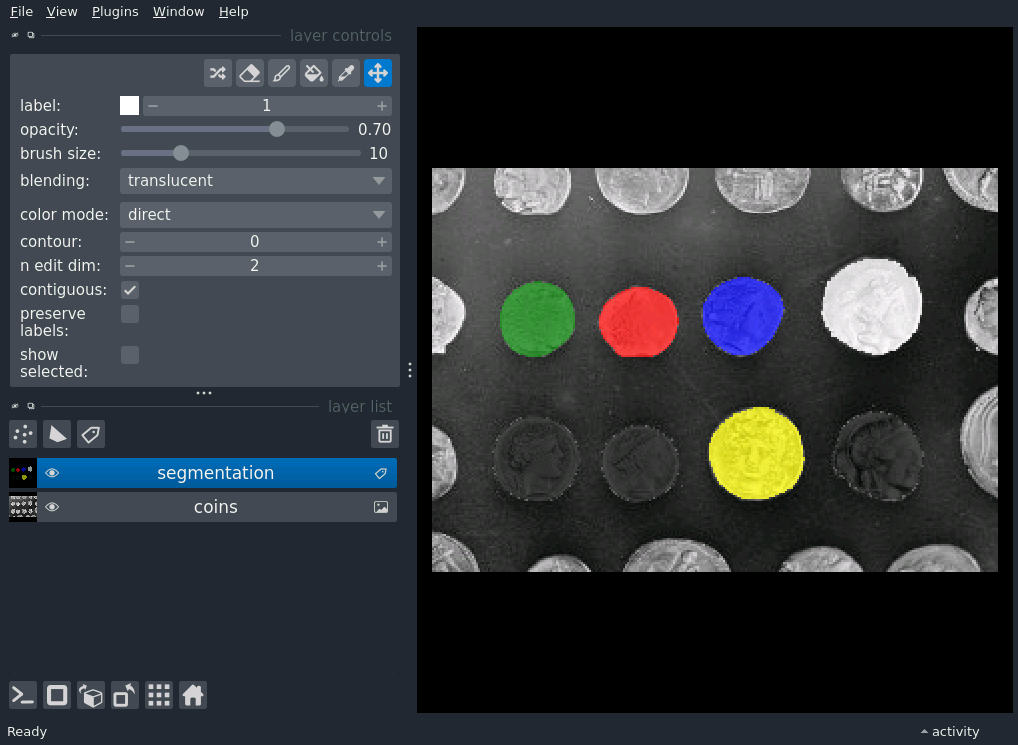 File View Plugins Window Help
layer controls
label: 1
opacity: 0.70
brush size: 10
blending: translucent
color mode: direct
contour: 0
n edit dim: 2
contiguous:
preserve
labels:
show
selected:
layer list
segmentation
coins
Ready
activity